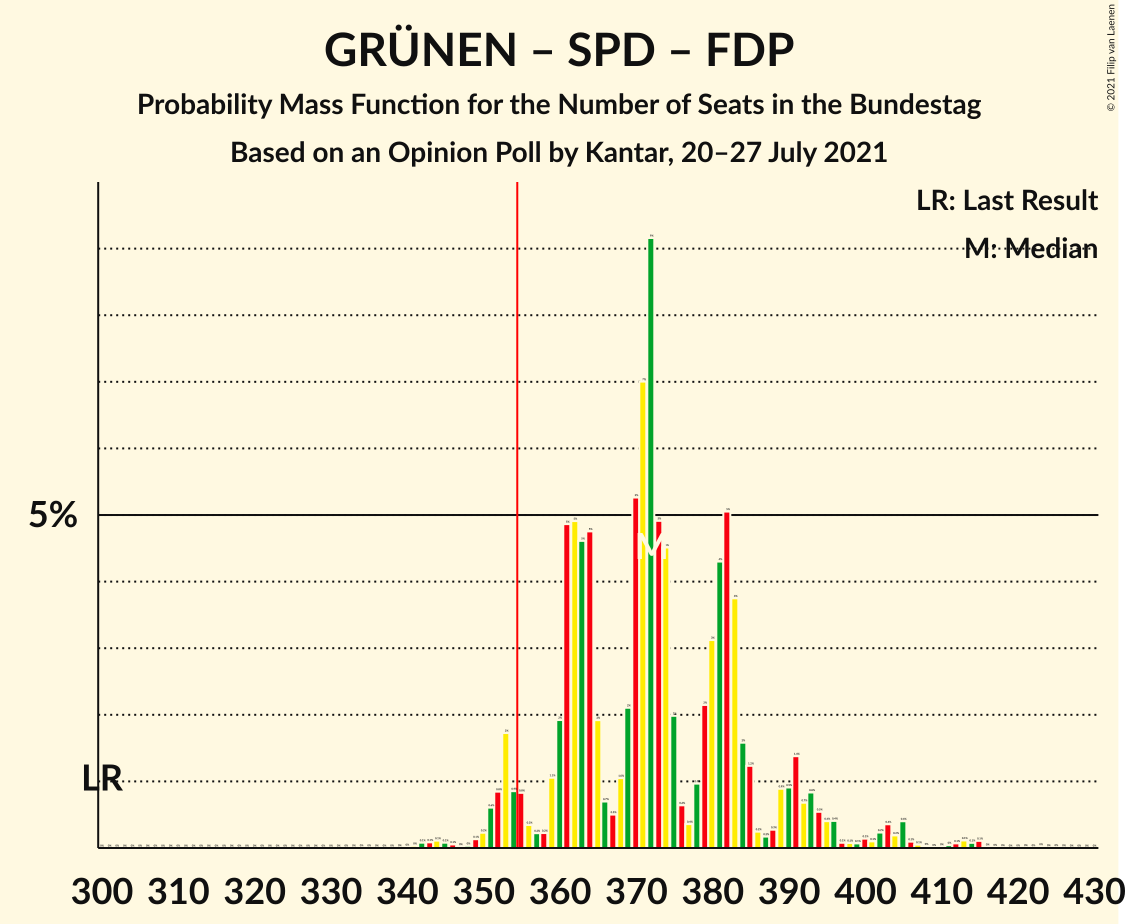 GRÜNEN – SPD – FDP
Probability Mass Function for the Number of Seats in the Bundestag
Based on an Opinion Poll by Kantar, 20–27 July 2021
© 2021 Filip van Laenen
LR: Last Result
M: Median
5%
M
LR
300 310 320 330 340 350 360 370 380 390 400 410 420 430